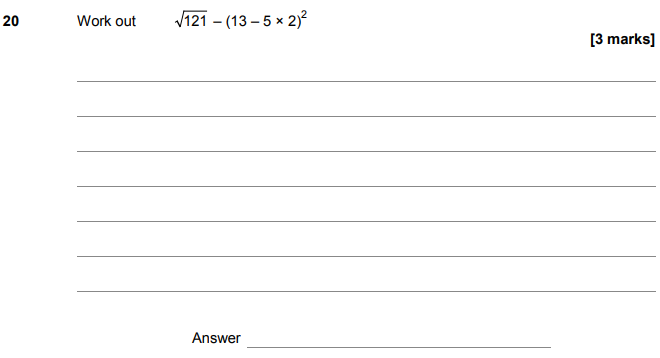 20 Work out √121 – (13 – 5 × 2)²
[3 marks]
Answer